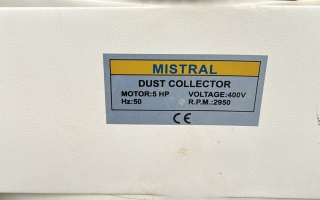 MISTRAL
DUST COLLECTOR
MOTOR:5 HP VOLTAGE:400V
Hz:50 R.P.M.:2950
CE